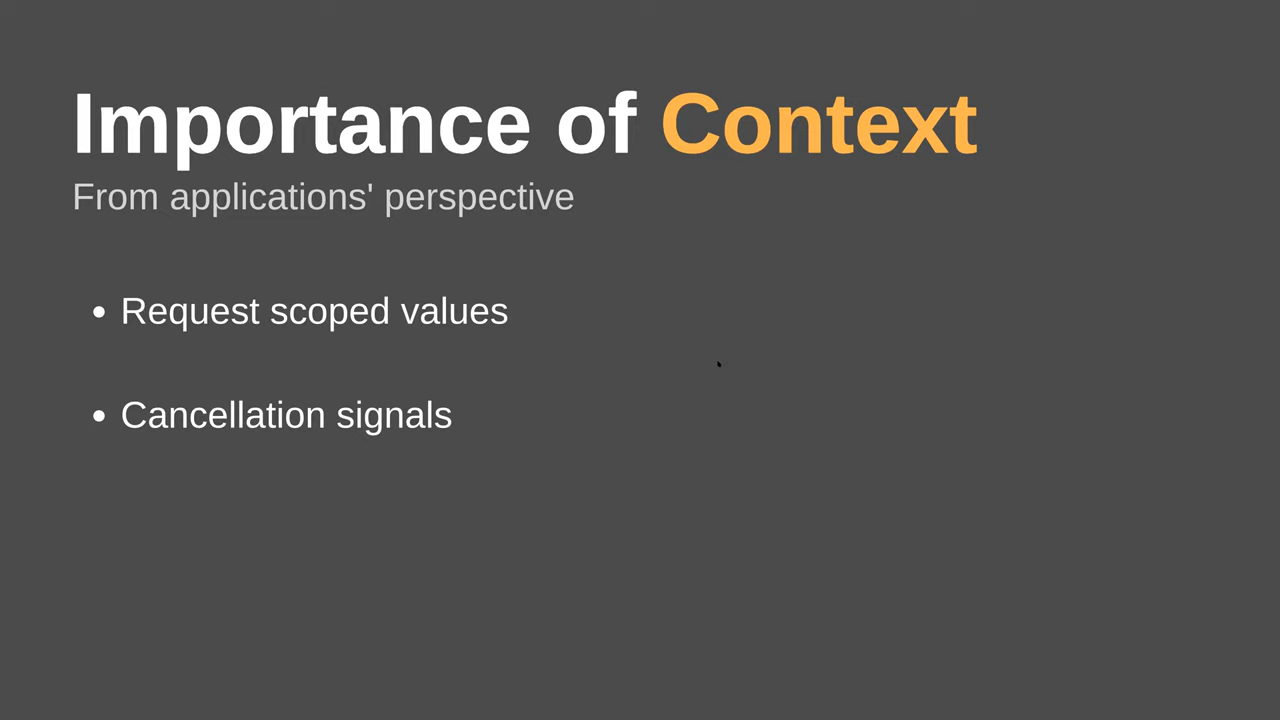 Importance of Context
From applications' perspective
• Request scoped values
• Cancellation signals